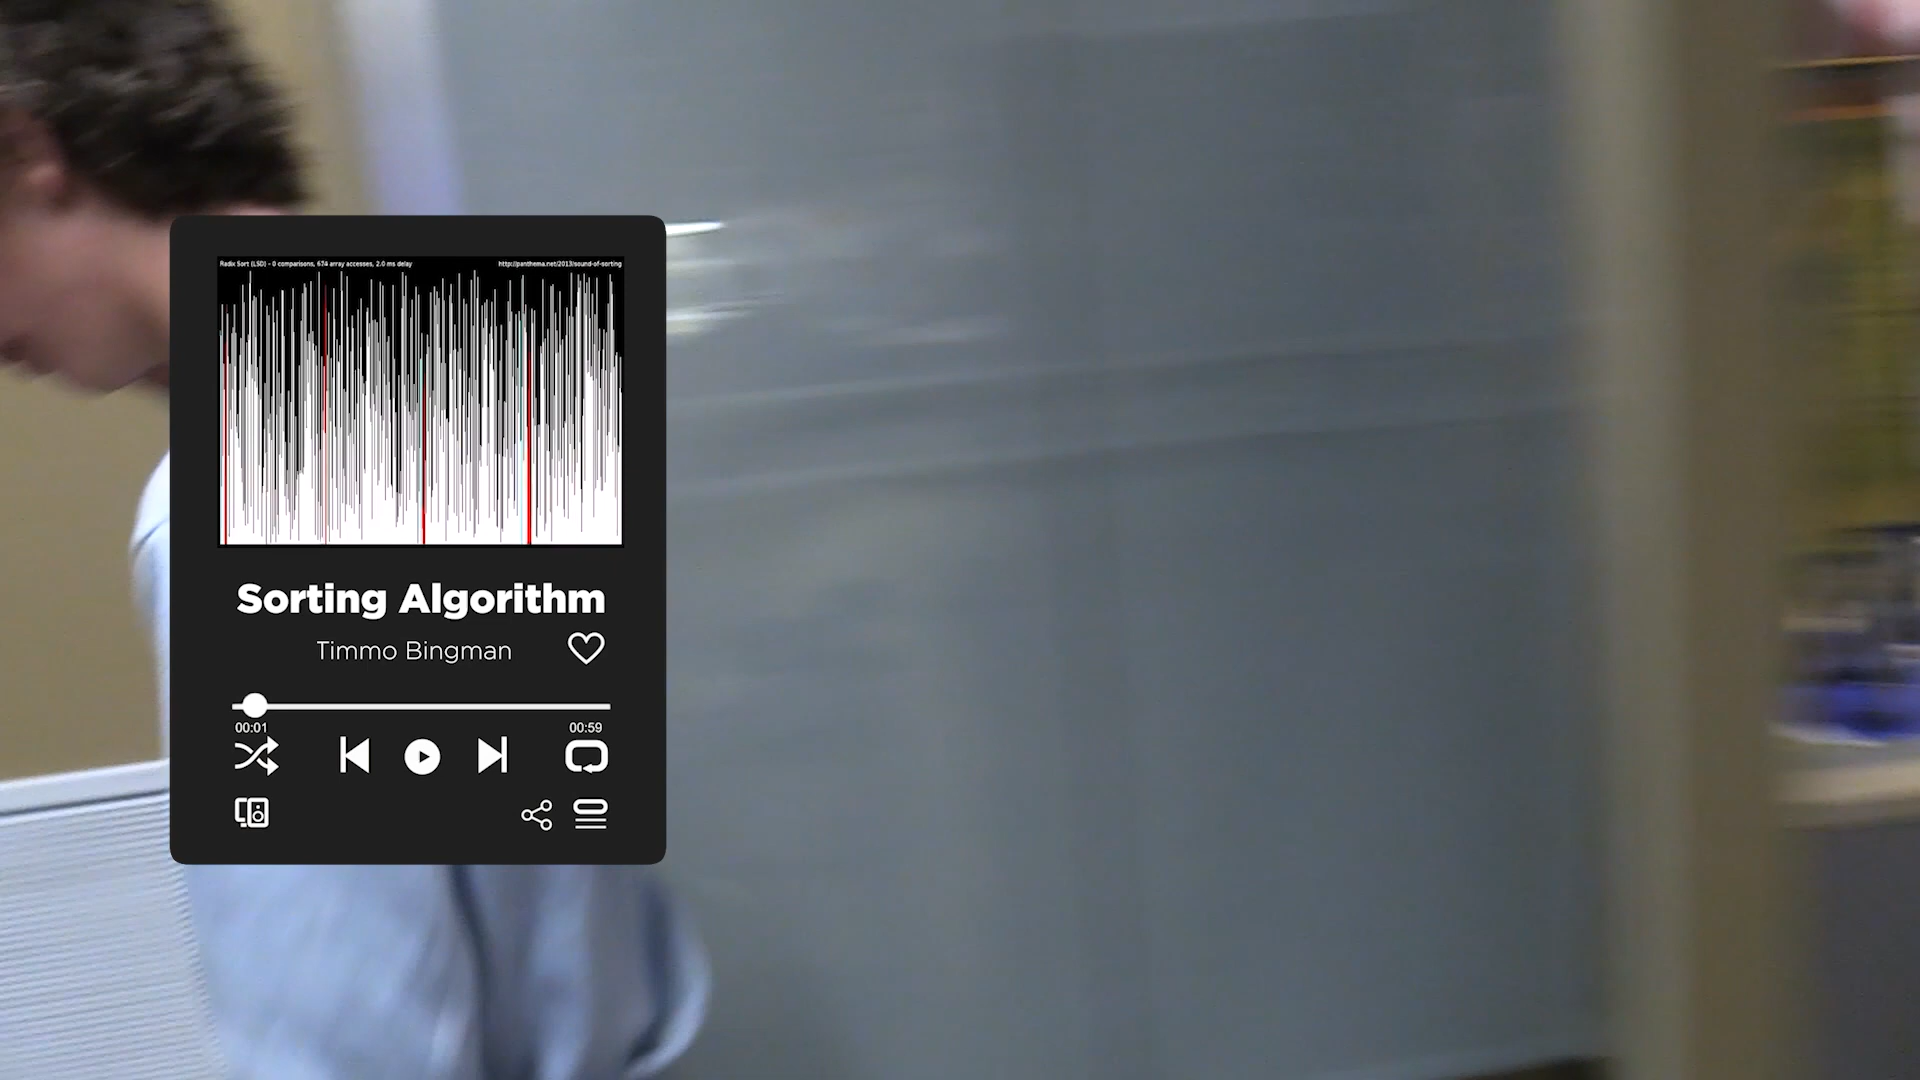 Radix Sort (LSD) - 0 comparisons, 674 array accesses, 2.0 ms delay
http://panthema.net/2013/sound-of-sorting
Sorting Algorithm
Timmo Bingman
00:01
00:59